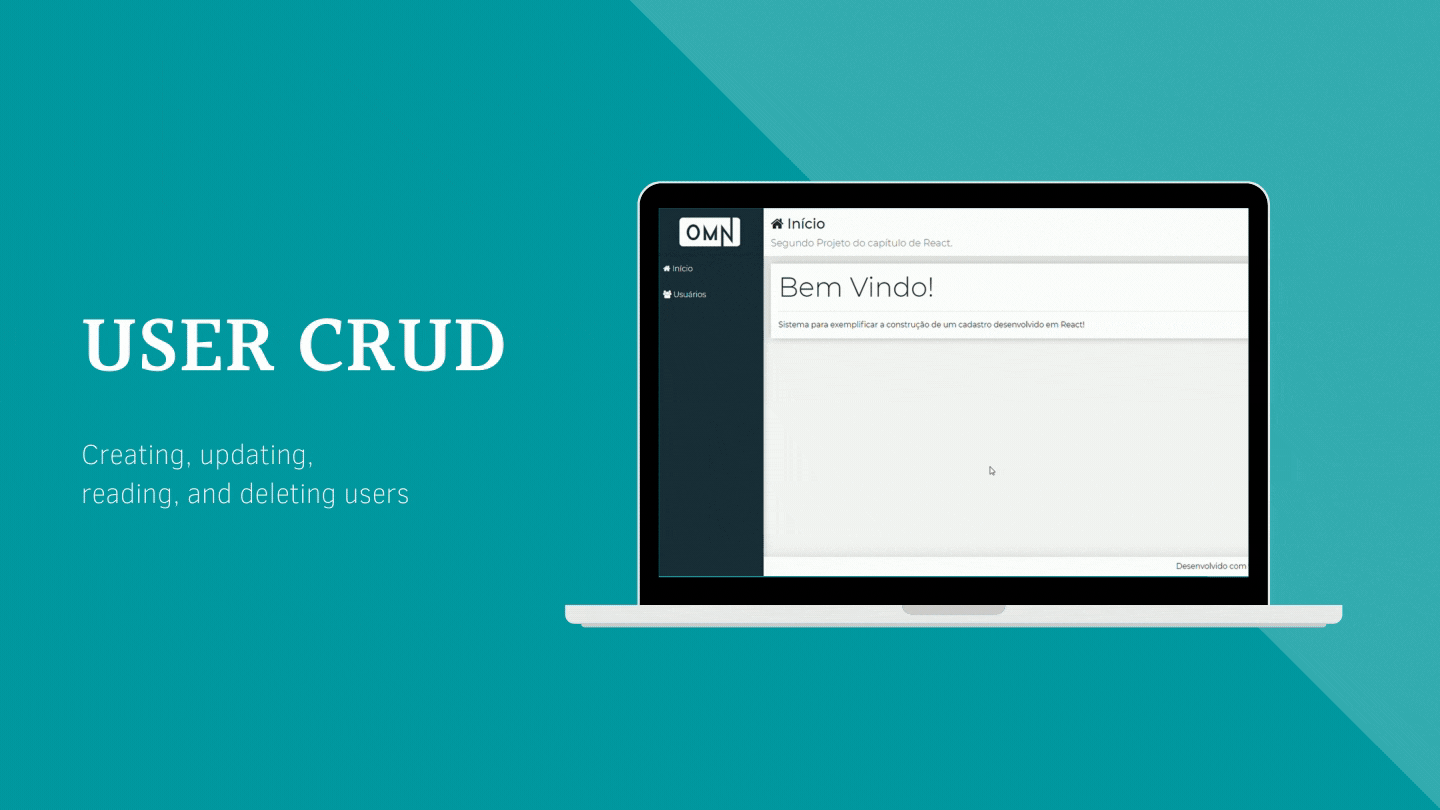 USER CRUD
Creating, updating,
reading, and deleting users
OMN
Início
Usuários
Início
Segundo Projeto do capítulo de React.
Bem Vindo!
Sistema para exemplificar a construção de um cadastro desenvolvido em React!
Desenvolvido com